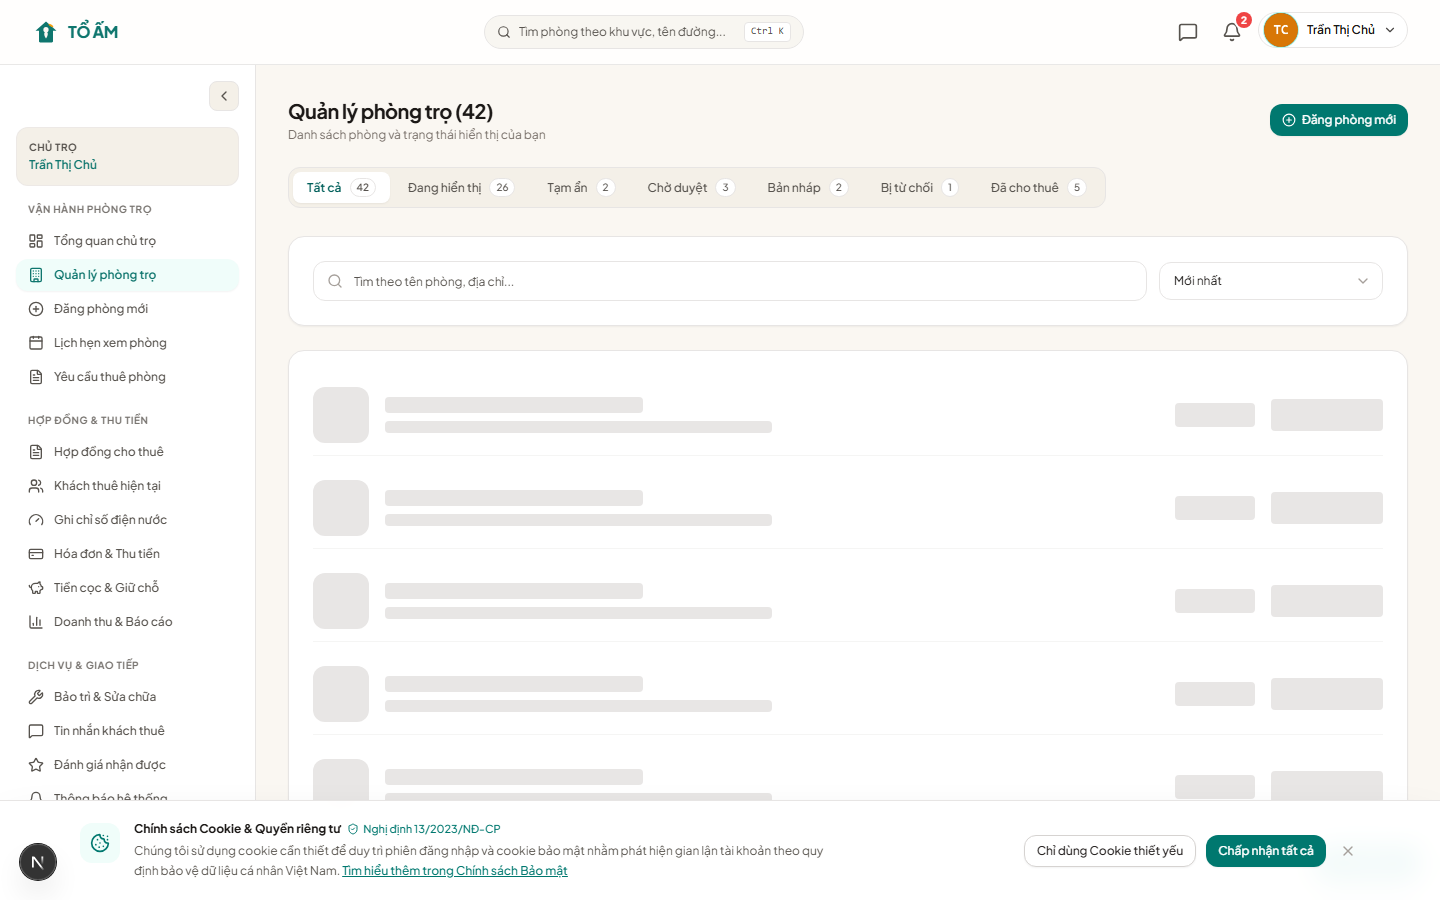 TỔ ẤM
Tìm phòng theo khu vực, tên đường...
Ctrl K
2
TC
Trần Thị Chủ
CHỦ TRỌ
Trần Thị Chủ
VẬN HÀNH PHÒNG TRỌ
Tổng quan chủ trọ
Quản lý phòng trọ
Đăng phòng mới
Lịch hẹn xem phòng
Yêu cầu thuê phòng
HỢP ĐỒNG & THU TIỀN
Hợp đồng cho thuê
Khách thuê hiện tại
Ghi chỉ số điện nước
Hóa đơn & Thu tiền
Tiền cọc & Giữ chỗ
Doanh thu & Báo cáo
DỊCH VỤ & GIAO TIẾP
Bảo trì & Sửa chữa
Tin nhắn khách thuê
Đánh giá nhận được
Thông báo hệ thống
Quản lý phòng trọ (42)
Danh sách phòng và trạng thái hiển thị của bạn
Đăng phòng mới
Tất cả 42
Đang hiển thị 26
Tạm ẩn 2
Chờ duyệt 3
Bản nháp 2
Bị từ chối 1
Đã cho thuê 5
Tìm theo tên phòng, địa chỉ...
Mới nhất
Chính sách Cookie & Quyền riêng tư
Nghị định 13/2023/NĐ-CP
Chúng tôi sử dụng cookie cần thiết để duy trì phiên đăng nhập và cookie bảo mật nhằm phát hiện gian lận tài khoản theo quy
định bảo vệ dữ liệu cá nhân Việt Nam. Tìm hiểu thêm trong Chính sách Bảo mật
Chỉ dùng Cookie thiết yếu
Chấp nhận tất cả
N